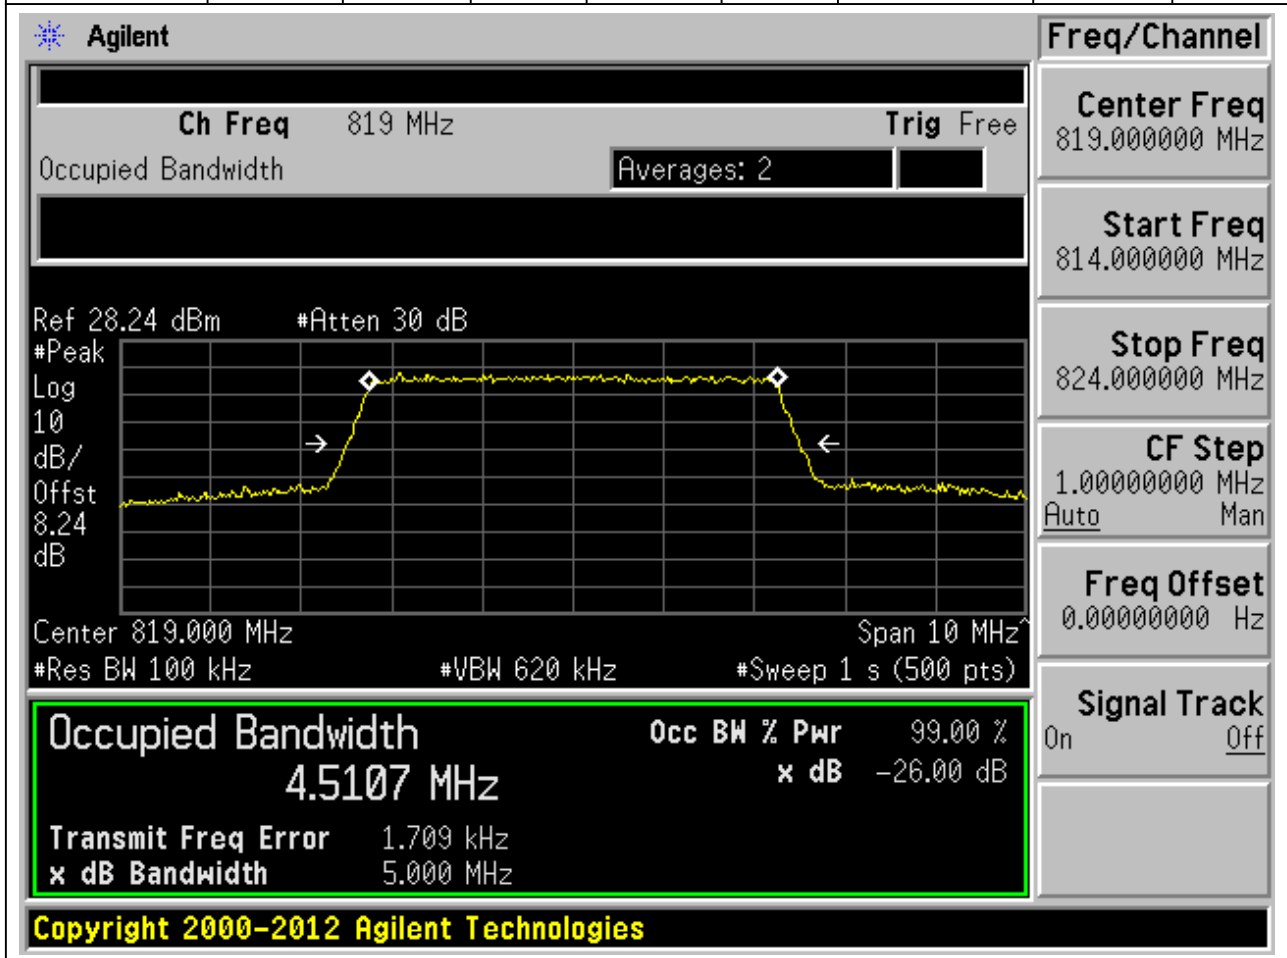 Agilent
Freq/Channel
Ch Freq 819 MHz Trig Free
Occupied Bandwidth Averages: 2
Center Freq
819.000000 MHz
Start Freq
814.000000 MHz
Stop Freq
824.000000 MHz
CF Step
1.00000000 MHz
Auto Man
Freq Offset
0.00000000 Hz
Signal Track
On Off
Ref 28.24 dBm #Atten 30 dB
#Peak
Log
10
dB/
Offst
8.24
dB
Center 819.000 MHz Span 10 MHz^
#Res BW 100 kHz #VBW 620 kHz #Sweep 1 s (500 pts)
Occupied Bandwidth Occ BW % Pwr 99.00 %
4.5107 MHz x dB -26.00 dB
Transmit Freq Error 1.709 kHz
x dB Bandwidth 5.000 MHz
Copyright 2000-2012 Agilent Technologies